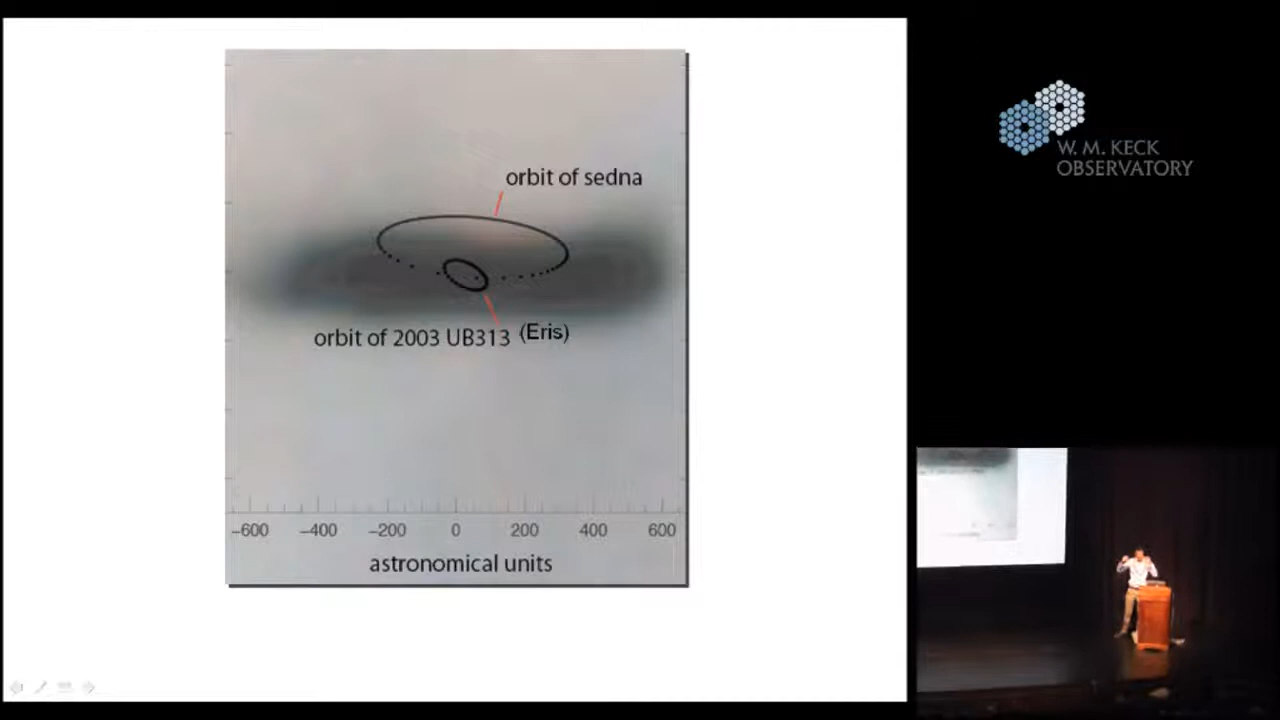 orbit of sedna
orbit of 2003 UB313 (Eris)
−600 −400 −200 0 200 400 600
astronomical units
W. M. KECK
OBSERVATORY